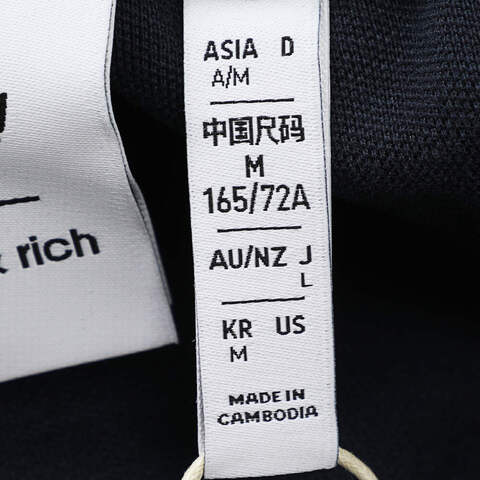 rich
ASIA D
A/M
中国尺码
M
165/72A
AU/NZ J
L
KR US
M
MADE IN
CAMBODIA